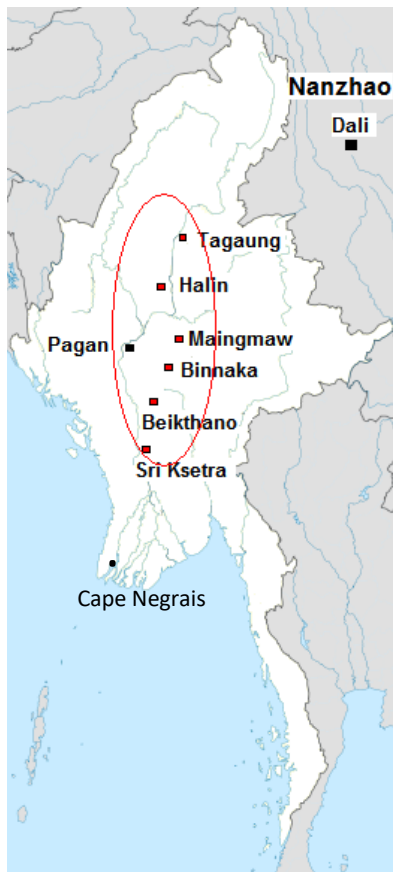 Nanzhao
Dali
Tagaung
Halin
Maingmaw
Pagan
Binnaka
Beikthano
Sri Ksetra
Cape Negrais